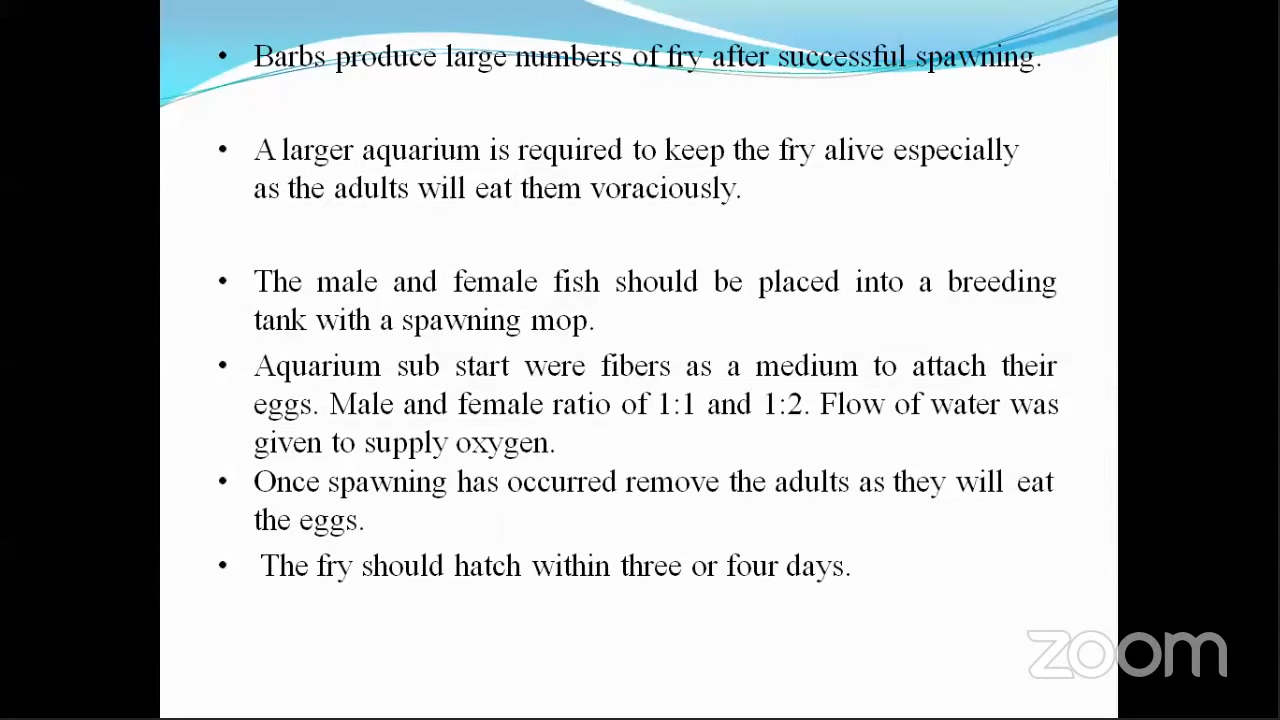 • Barbs produce large numbers of fry after successful spawning.
• A larger aquarium is required to keep the fry alive especially
as the adults will eat them voraciously.
• The male and female fish should be placed into a breeding
tank with a spawning mop.
• Aquarium sub start were fibers as a medium to attach their
eggs. Male and female ratio of 1:1 and 1:2. Flow of water was
given to supply oxygen.
• Once spawning has occurred remove the adults as they will eat
the eggs.
• The fry should hatch within three or four days.
zoom